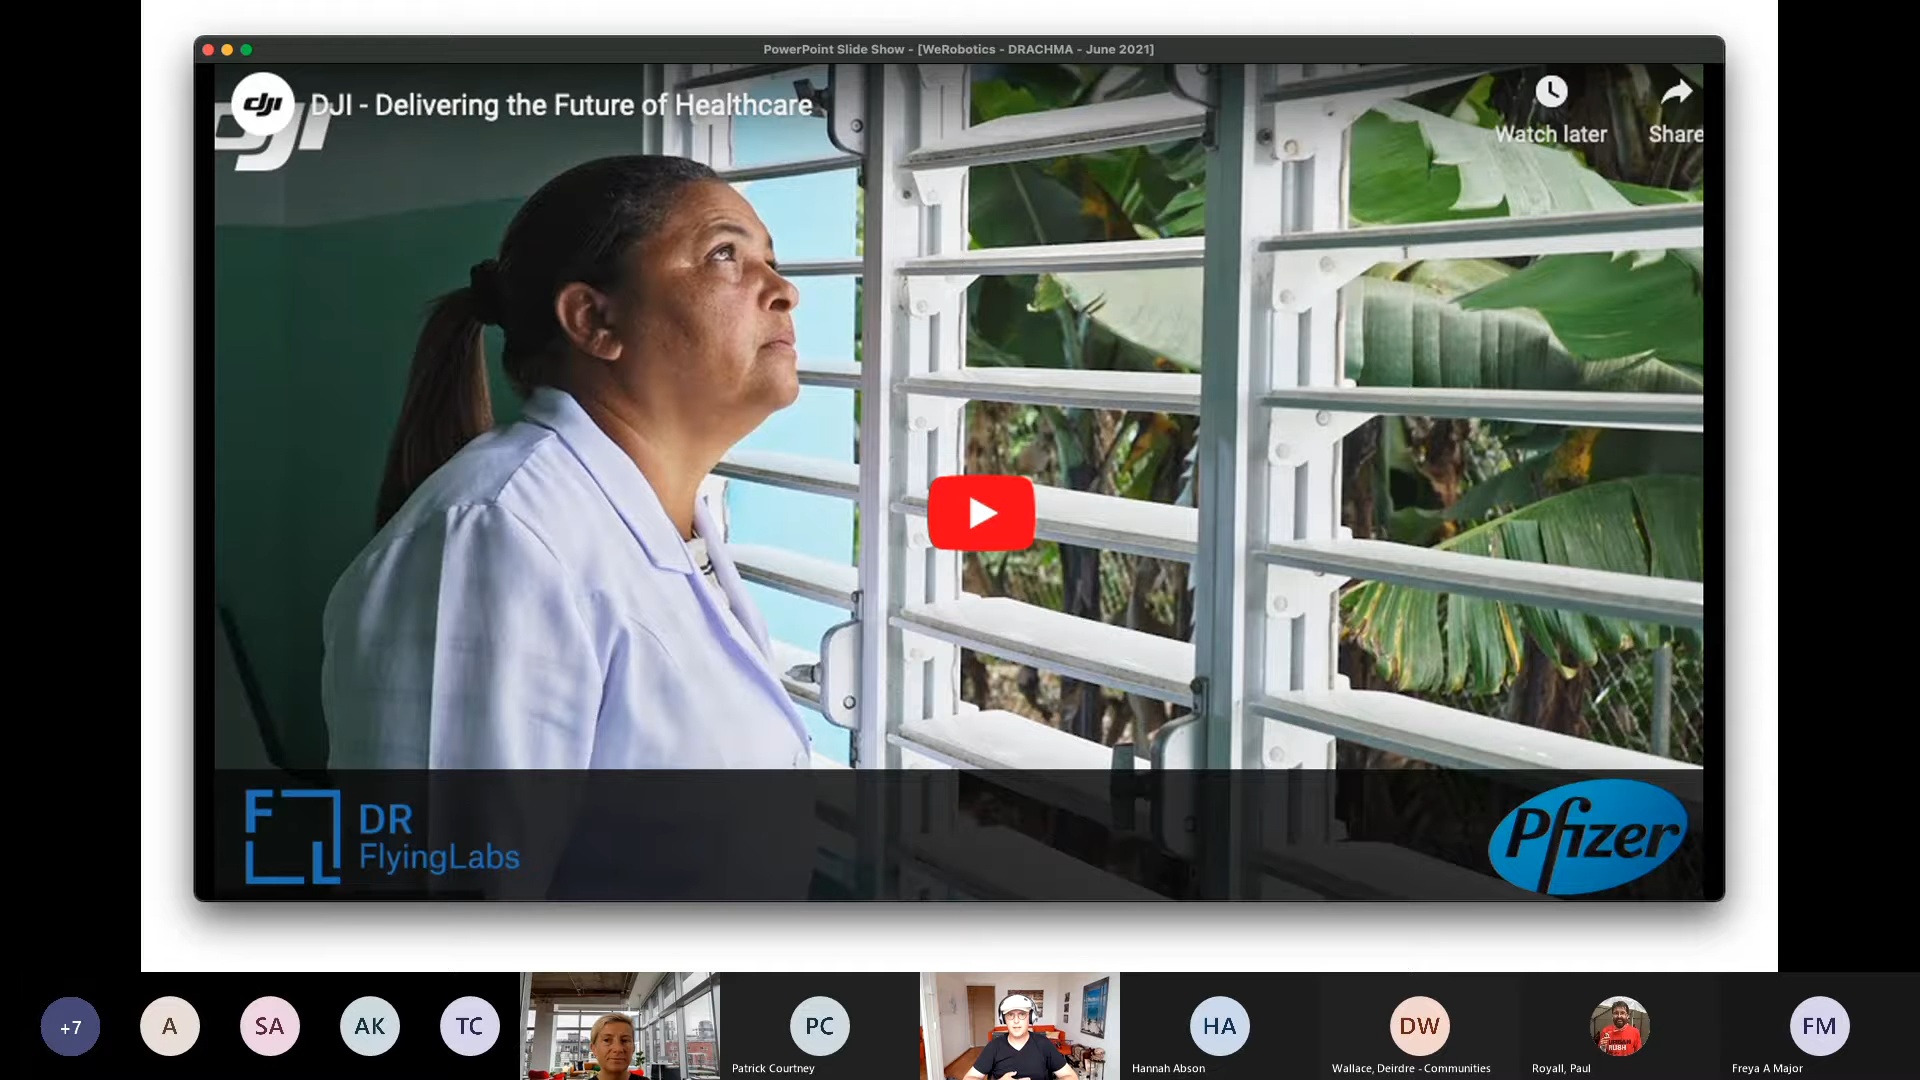 PowerPoint Slide Show - [WeRobotics - DRACHMA - June 2021]
dji
DJI - Delivering the Future of Healthcare
Watch later
Share
dji
F
L
DR
FlyingLabs
Pfizer
+7
A
SA
AK
TC
PC
Patrick Courtney
HA
Hannah Abson
DW
Wallace, Deirdre - Communities
Royall, Paul
FM
Freya A Major